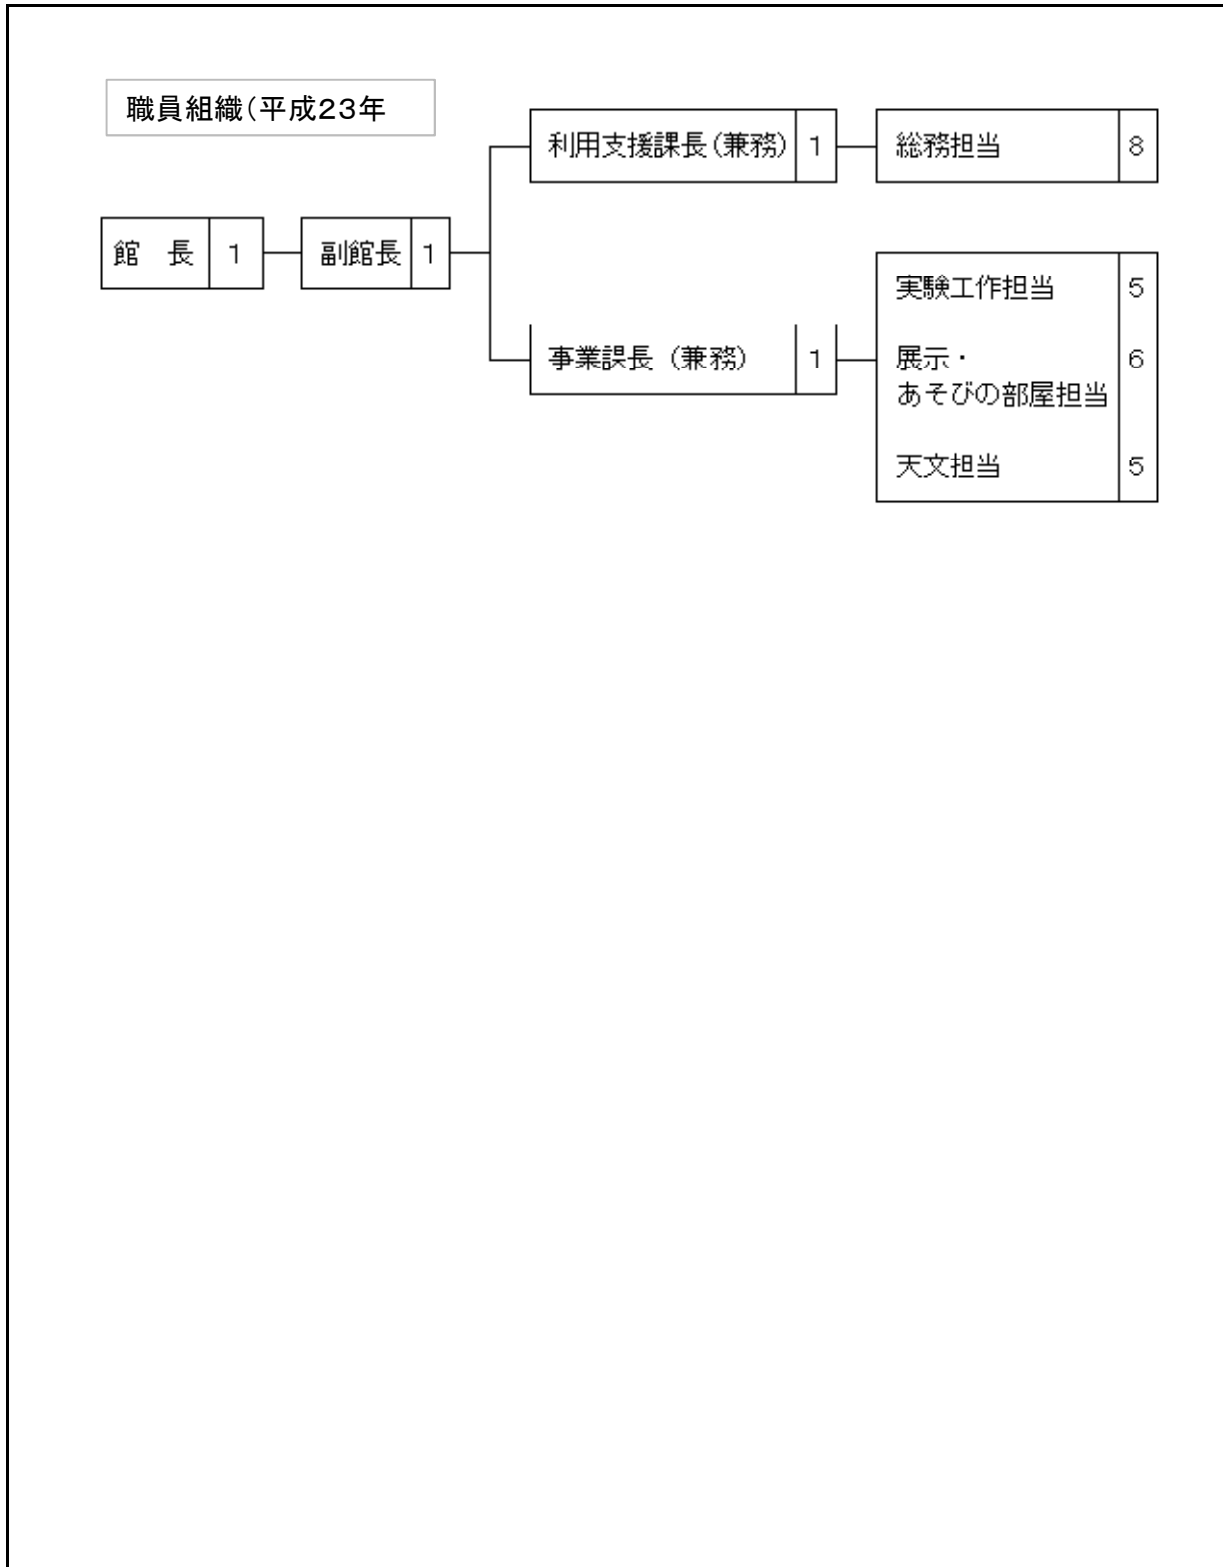 職員組織(平成23年
利用支援課長(兼務) 1 総務担当 8
館　長 1 副館長 1
実験工作担当 5
事業課長 (兼務) 1 展示・ 6
あそびの部屋担当
天文担当 5